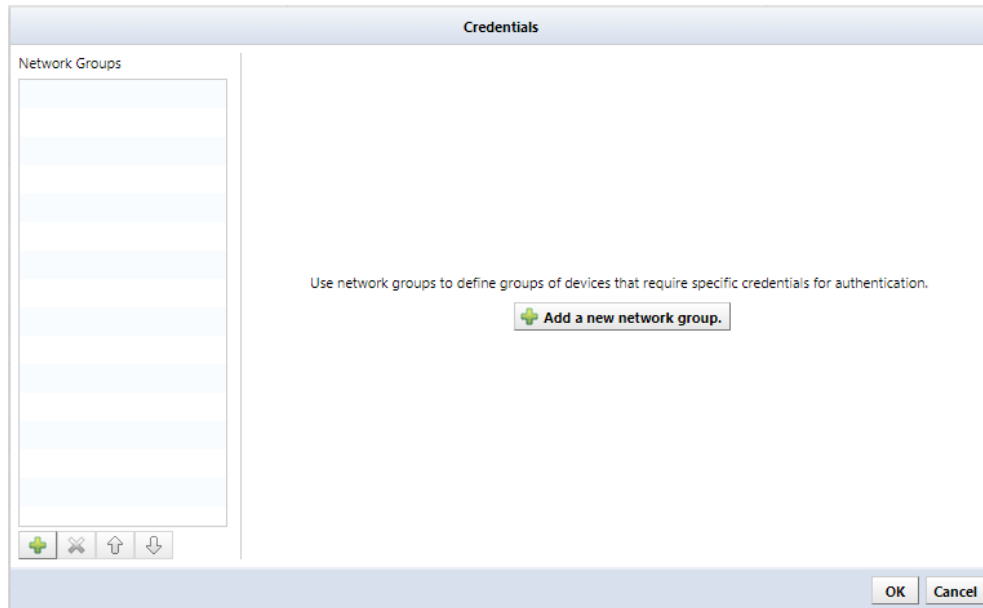 Credentials
Network Groups
Use network groups to define groups of devices that require specific credentials for authentication.
Add a new network group.
OK Cancel